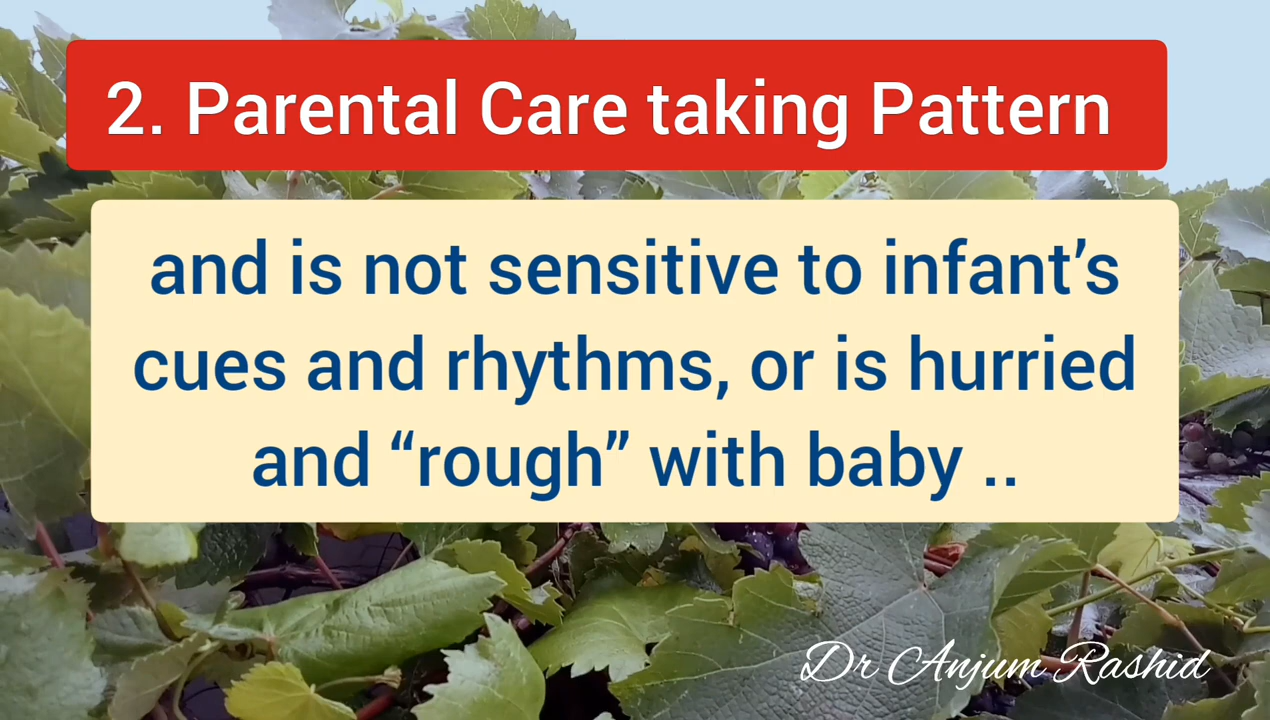 2. Parental Care taking Pattern
and is not sensitive to infant’s
cues and rhythms, or is hurried
and “rough” with baby ..
Dr Anjum Rashid